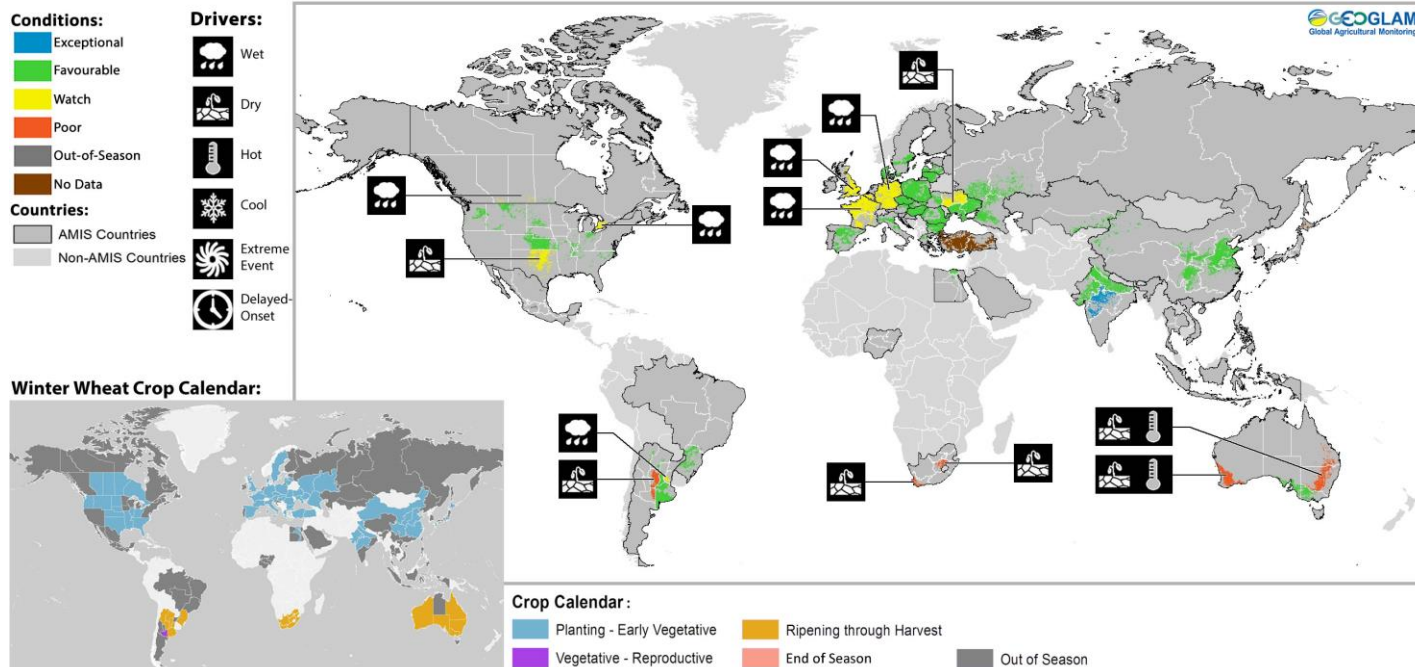 Conditions:
Exceptional
Favourable
Watch
Poor
Out-of-Season
No Data
Countries:
AMIS Countries
Non-AMIS Countries
Drivers:
Wet
Dry
Hot
Cool
Extreme
Event
Delayed-
Onset
GEOGLAM
Global Agricultural Monitoring
Winter Wheat Crop Calendar:
Crop Calendar :
Planting - Early Vegetative
Vegetative - Reproductive
Ripening through Harvest
End of Season
Out of Season